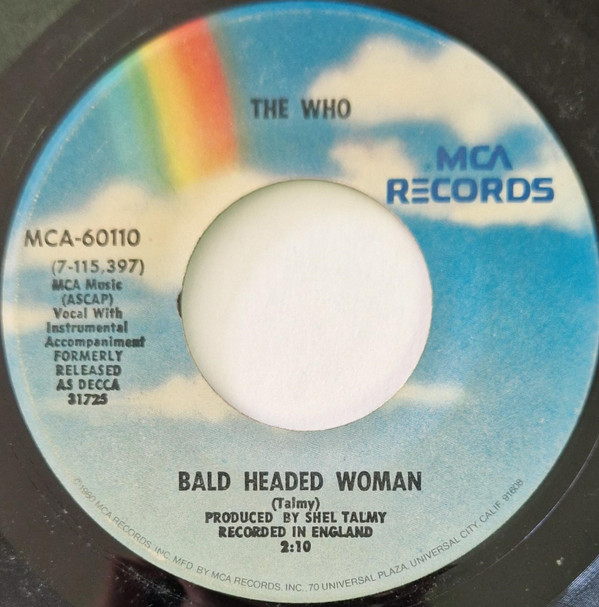 THE WHO
MCA
RECORDS
MCA-60110
(7-115,397)
MCA Music
(ASCAP)
Vocal With
Instrumental
Accompaniment
FORMERLY
RELEASED
AS DECCA
31725
BALD HEADED WOMAN
(Talmy)
PRODUCED BY SHEL TALMY
RECORDED IN ENGLAND
2:10
©1980 MCA RECORDS, INC. MFD BY MCA RECORDS, INC., 70 UNIVERSAL PLAZA, UNIVERSAL CITY, CALIF. 91608